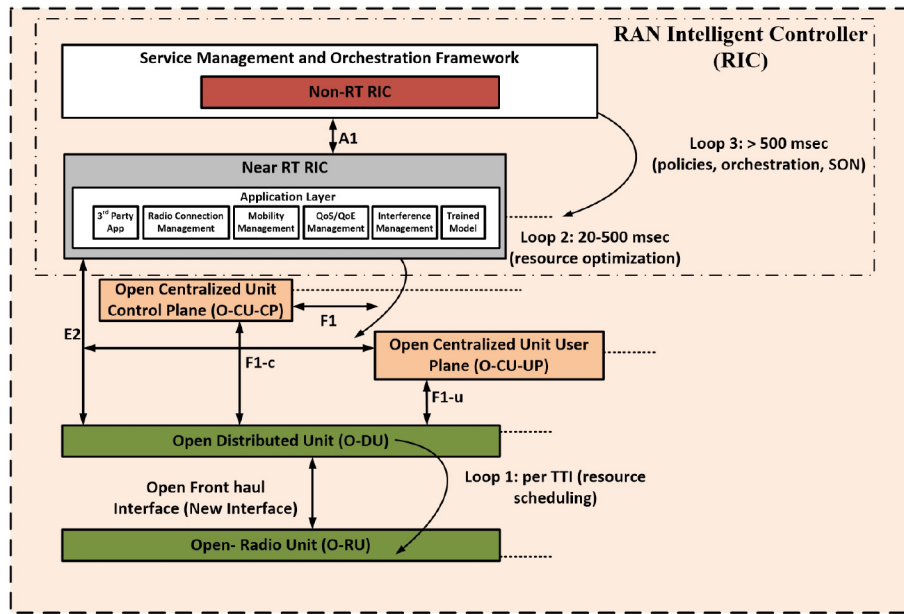 RAN Intelligent Controller
(RIC)
Service Management and Orchestration Framework
Non-RT RIC
A1
Loop 3: > 500 msec
(policies, orchestration, SON)
Near RT RIC
Application Layer
3rd Party
App
Radio Connection
Management
Mobility
Management
QoS/QoE
Management
Interference
Management
Trained
Model
Loop 2: 20-500 msec
(resource optimization)
Open Centralized Unit
Control Plane (O-CU-CP)
F1
E2
Open Centralized Unit User
Plane (O-CU-UP)
F1-c
F1-u
Open Distributed Unit (O-DU)
Loop 1: per TTI (resource
scheduling)
Open Front haul
Interface (New Interface)
Open- Radio Unit (O-RU)